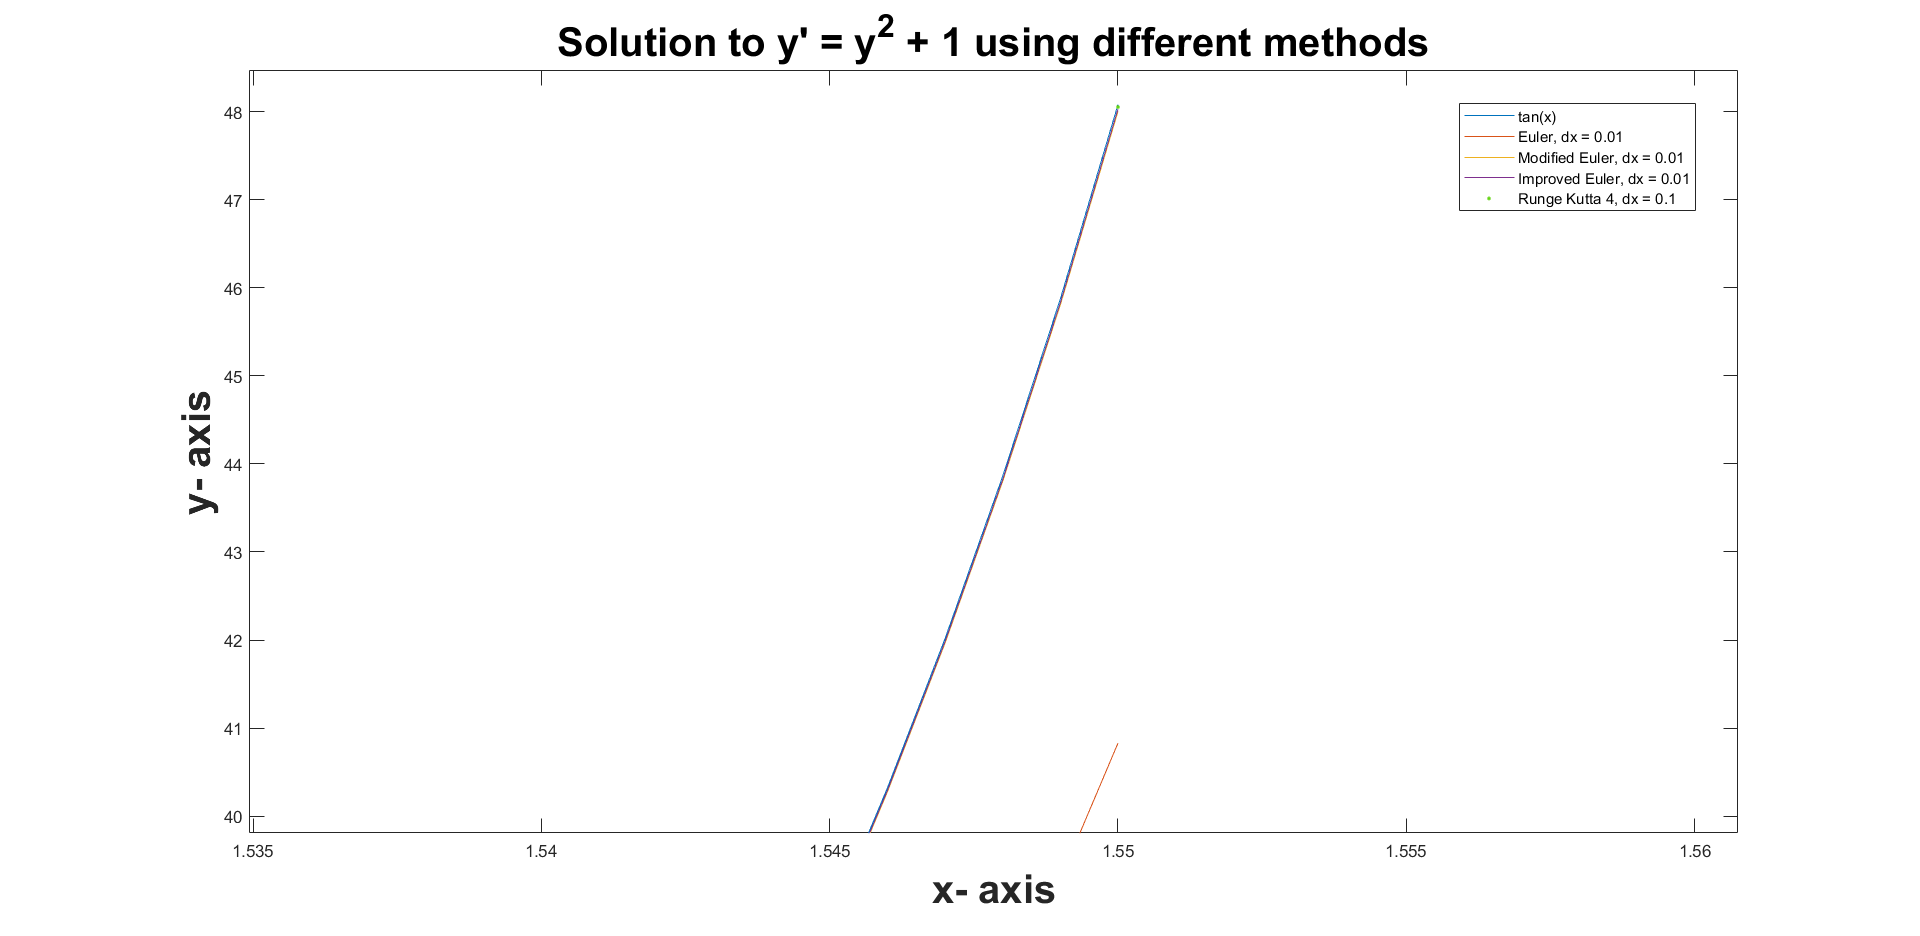 Solution to y' = y² + 1 using different methods
48
47
46
45
44
43
42
41
40
y- axis
tan(x)
Euler, dx = 0.01
Modified Euler, dx = 0.01
Improved Euler, dx = 0.01
Runge Kutta 4, dx = 0.1
1.535 1.54 1.545 1.55 1.555 1.56
x- axis